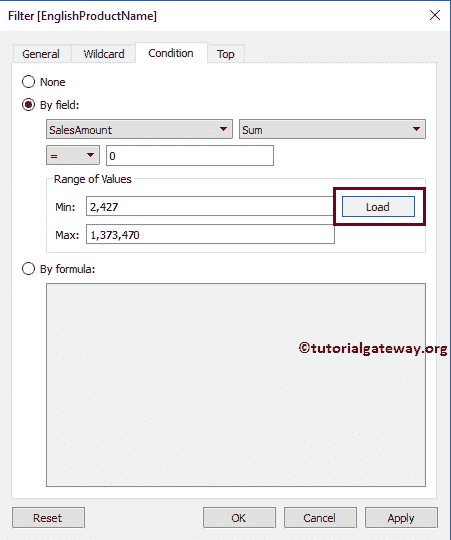 Filter [EnglishProductName]
General Wildcard Condition Top
None
By field:
SalesAmount Sum
= 0
Range of Values
Min: 2,427 Load
Max: 1,373,470
By formula:
©tutorialgateway.org
Reset OK Cancel Apply